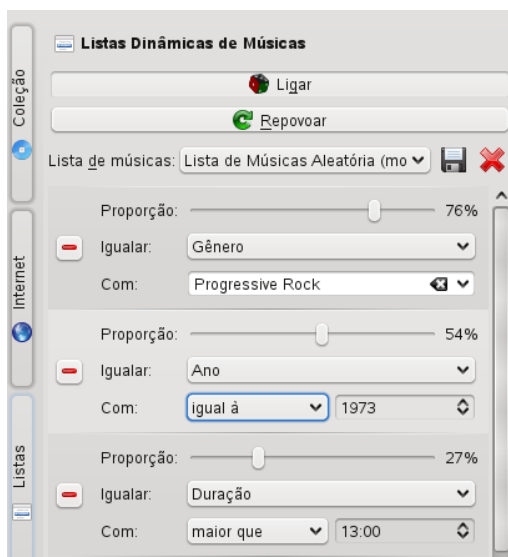 Coleção
Internet
Listas
Listas Dinâmicas de Músicas
Ligar
Repovoar
Lista de músicas: Lista de Músicas Aleatória (mo
Proporção: 76%
Igualar: Gênero
Com: Progressive Rock
Proporção: 54%
Igualar: Ano
Com: igual à 1973
Proporção: 27%
Igualar: Duração
Com: maior que 13:00